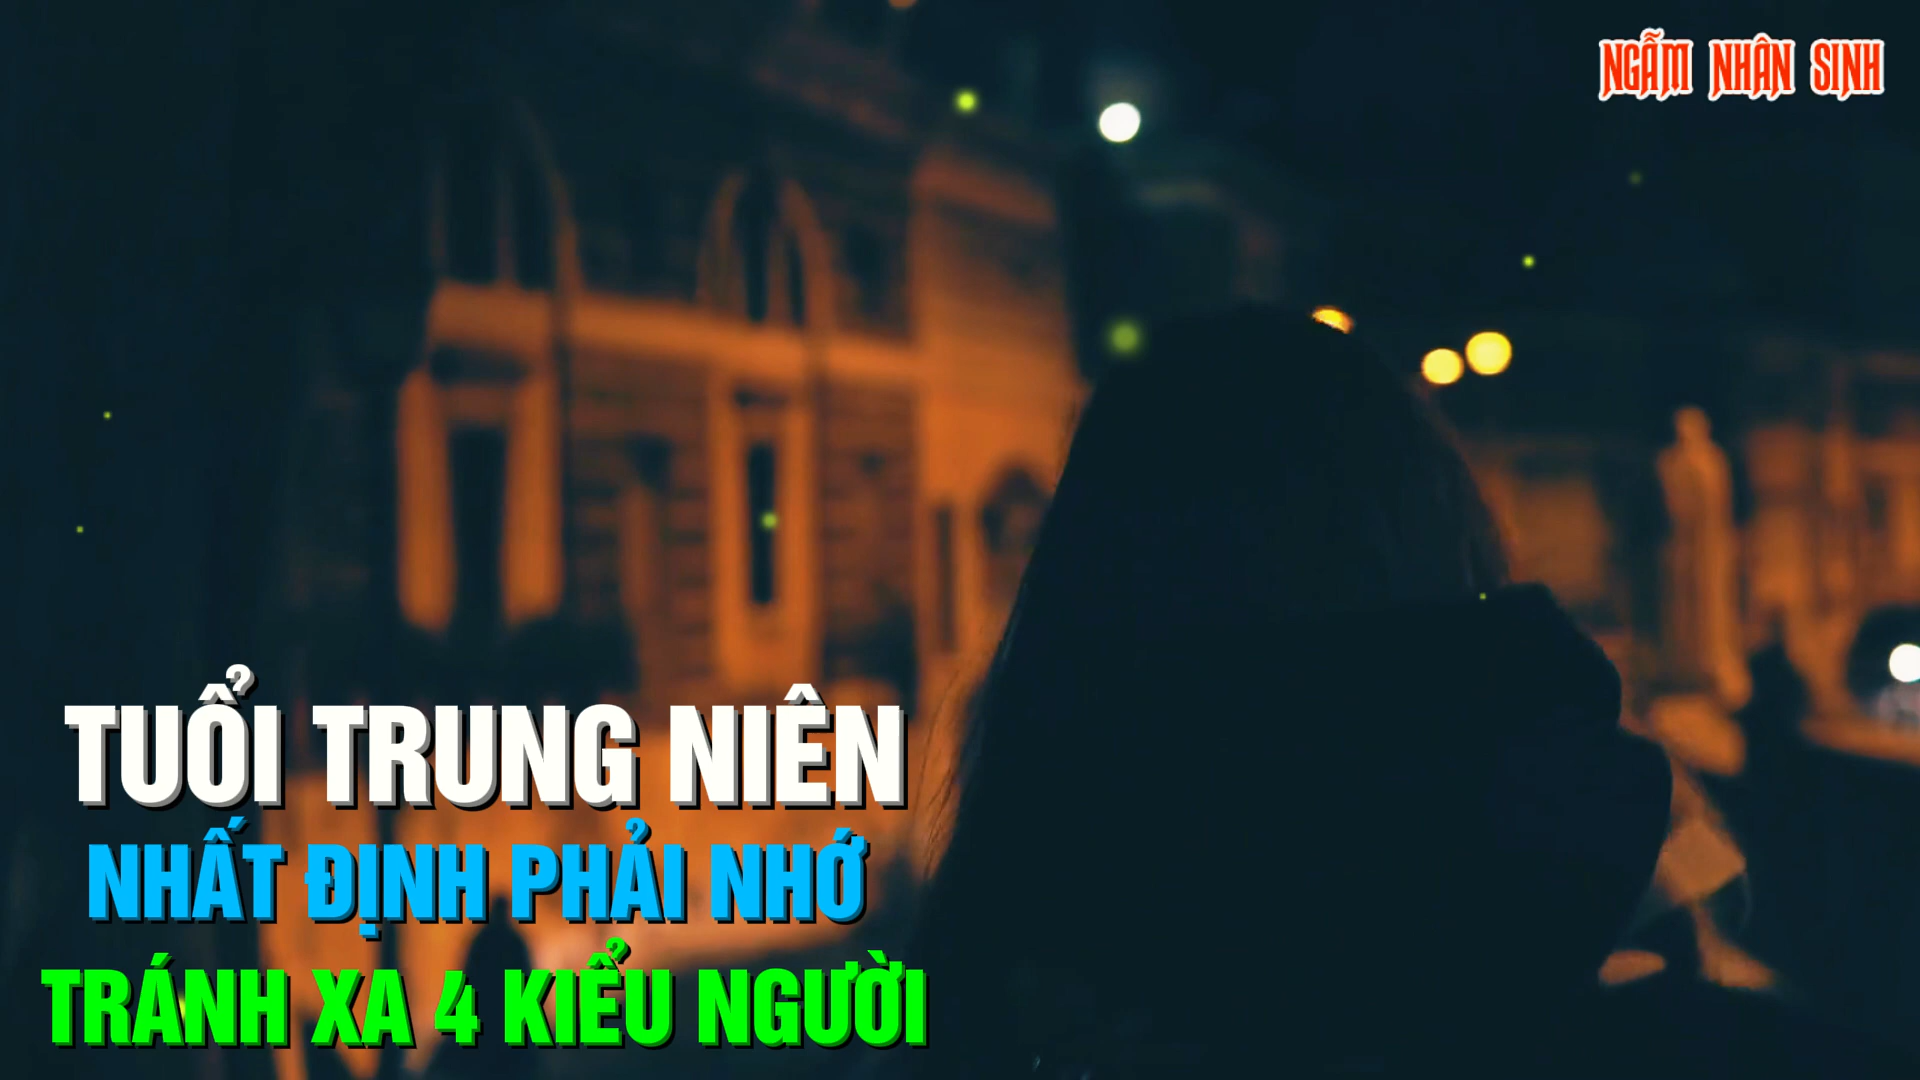 NGẪM NHÂN SINH
TUỔI TRUNG NIÊN
NHẤT ĐỊNH PHẢI NHỚ
TRÁNH XA 4 KIỂU NGƯỜI